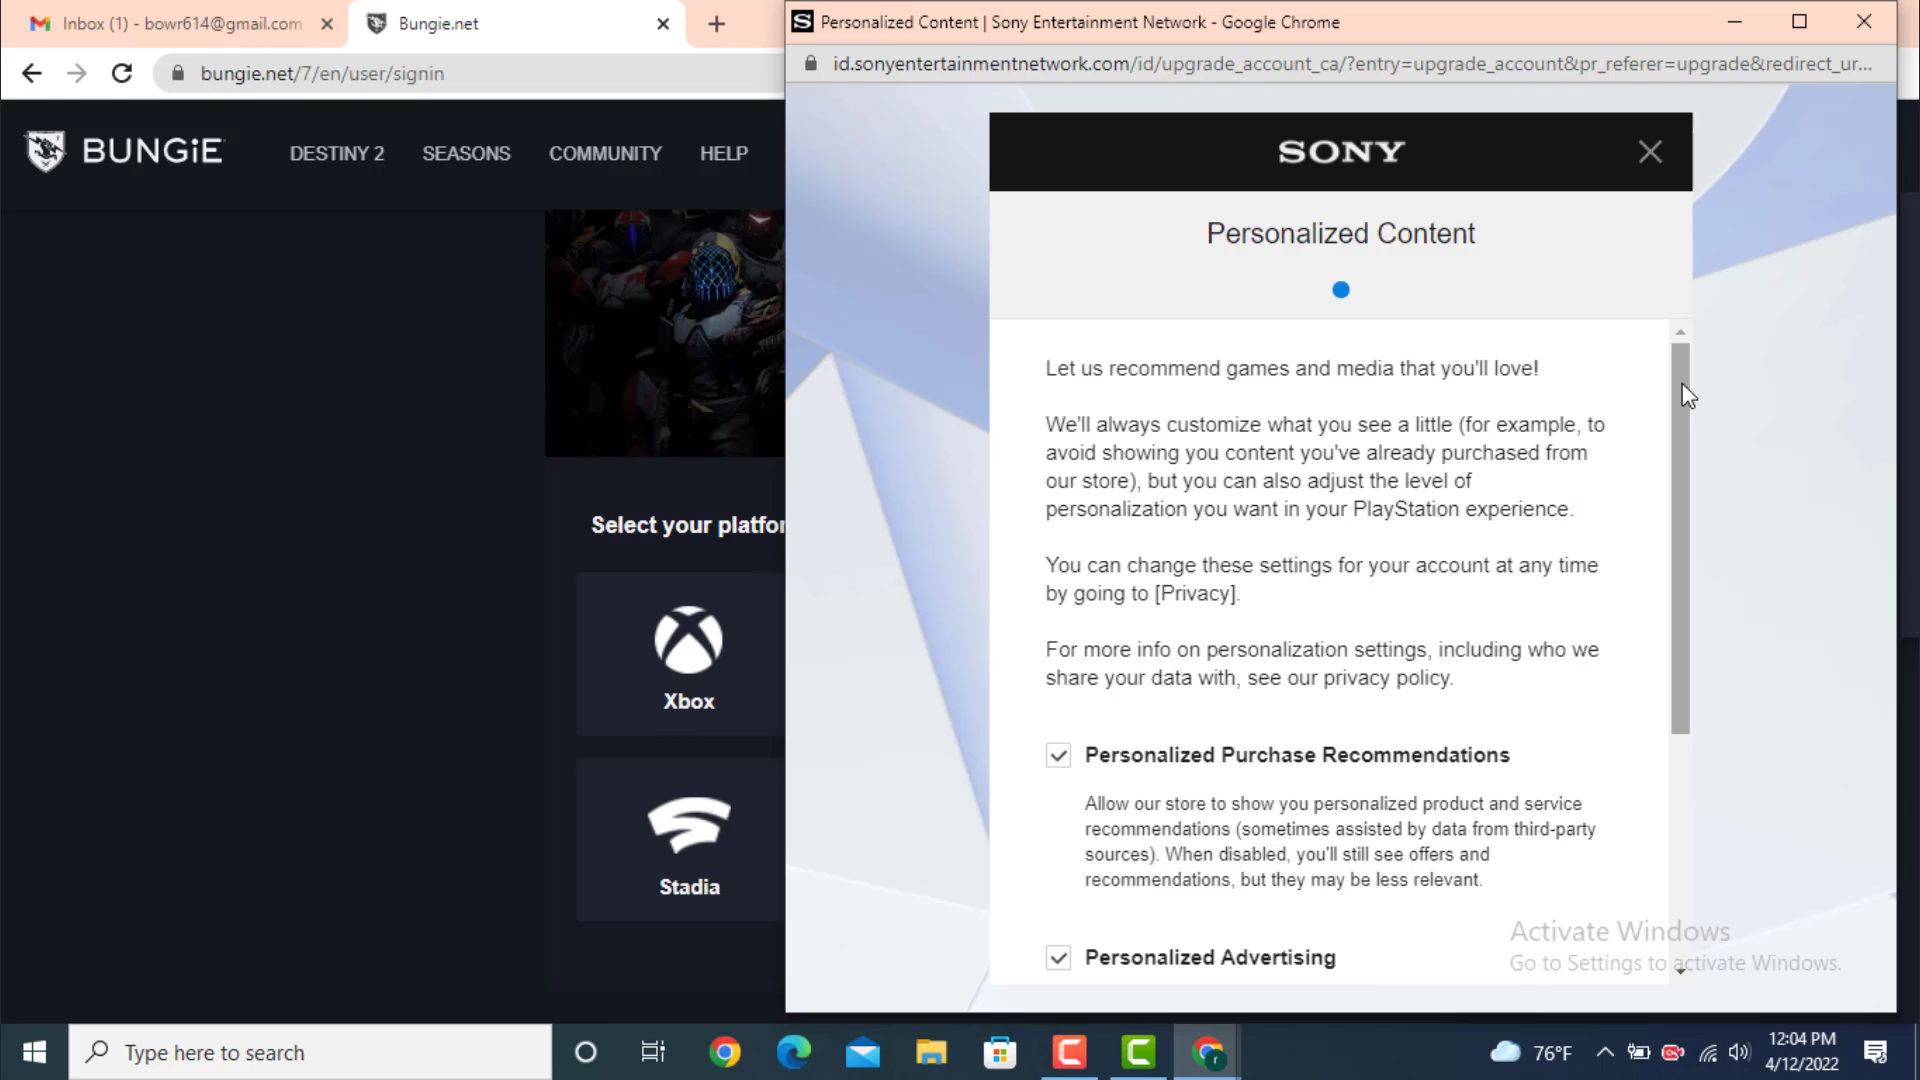 Inbox (1) - bowr614@gmail.com
Bungie.net
Personalized Content | Sony Entertainment Network - Google Chrome
bungie.net/7/en/user/signin
id.sonyentertainmentnetwork.com/id/upgrade_account_ca/?entry=upgrade_account&pr_referer=upgrade&redirect_ur...
BUNGiE
DESTINY 2
SEASONS
COMMUNITY
HELP
SONY
Personalized Content
Let us recommend games and media that you'll love!
We'll always customize what you see a little (for example, to
avoid showing you content you've already purchased from
our store), but you can also adjust the level of
personalization you want in your PlayStation experience.
You can change these settings for your account at any time
by going to [Privacy].
For more info on personalization settings, including who we
share your data with, see our privacy policy.
Personalized Purchase Recommendations
Allow our store to show you personalized product and service
recommendations (sometimes assisted by data from third-party
sources). When disabled, you'll still see offers and
recommendations, but they may be less relevant.
Personalized Advertising
Select your platfor
Xbox
Stadia
Activate Windows
Go to Settings to activate Windows.
Type here to search
76°F
12:04 PM
4/12/2022